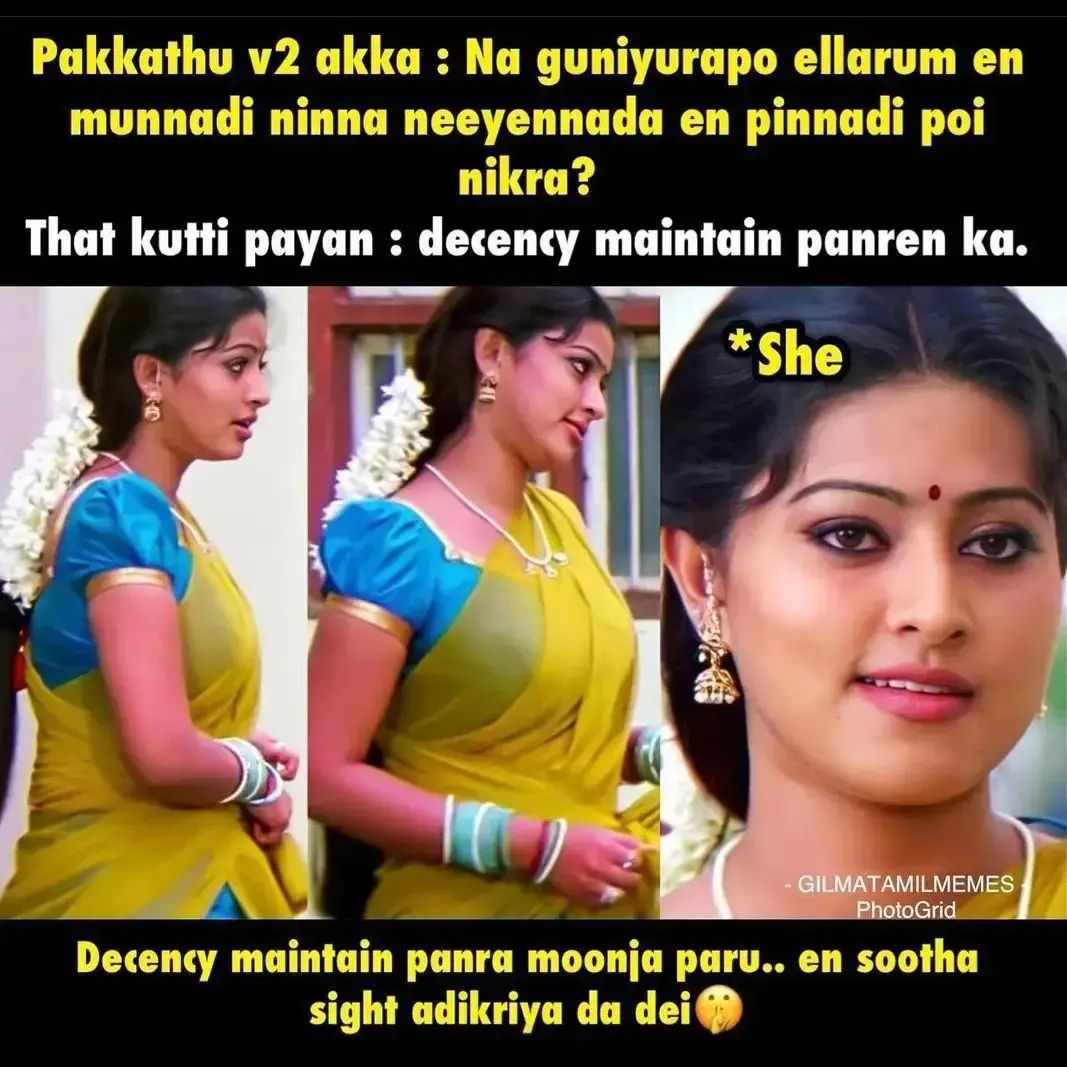 Pakkathu v2 akka : Na guniyurapo ellarum en
munnadi ninna neeyennada en pinnadi poi
nikra?
That kutti payan : decency maintain panren ka.
*She
- GILMATAMILMEMES -
PhotoGrid
Decency maintain panra moonja paru.. en sootha
sight adikriya da dei🤫